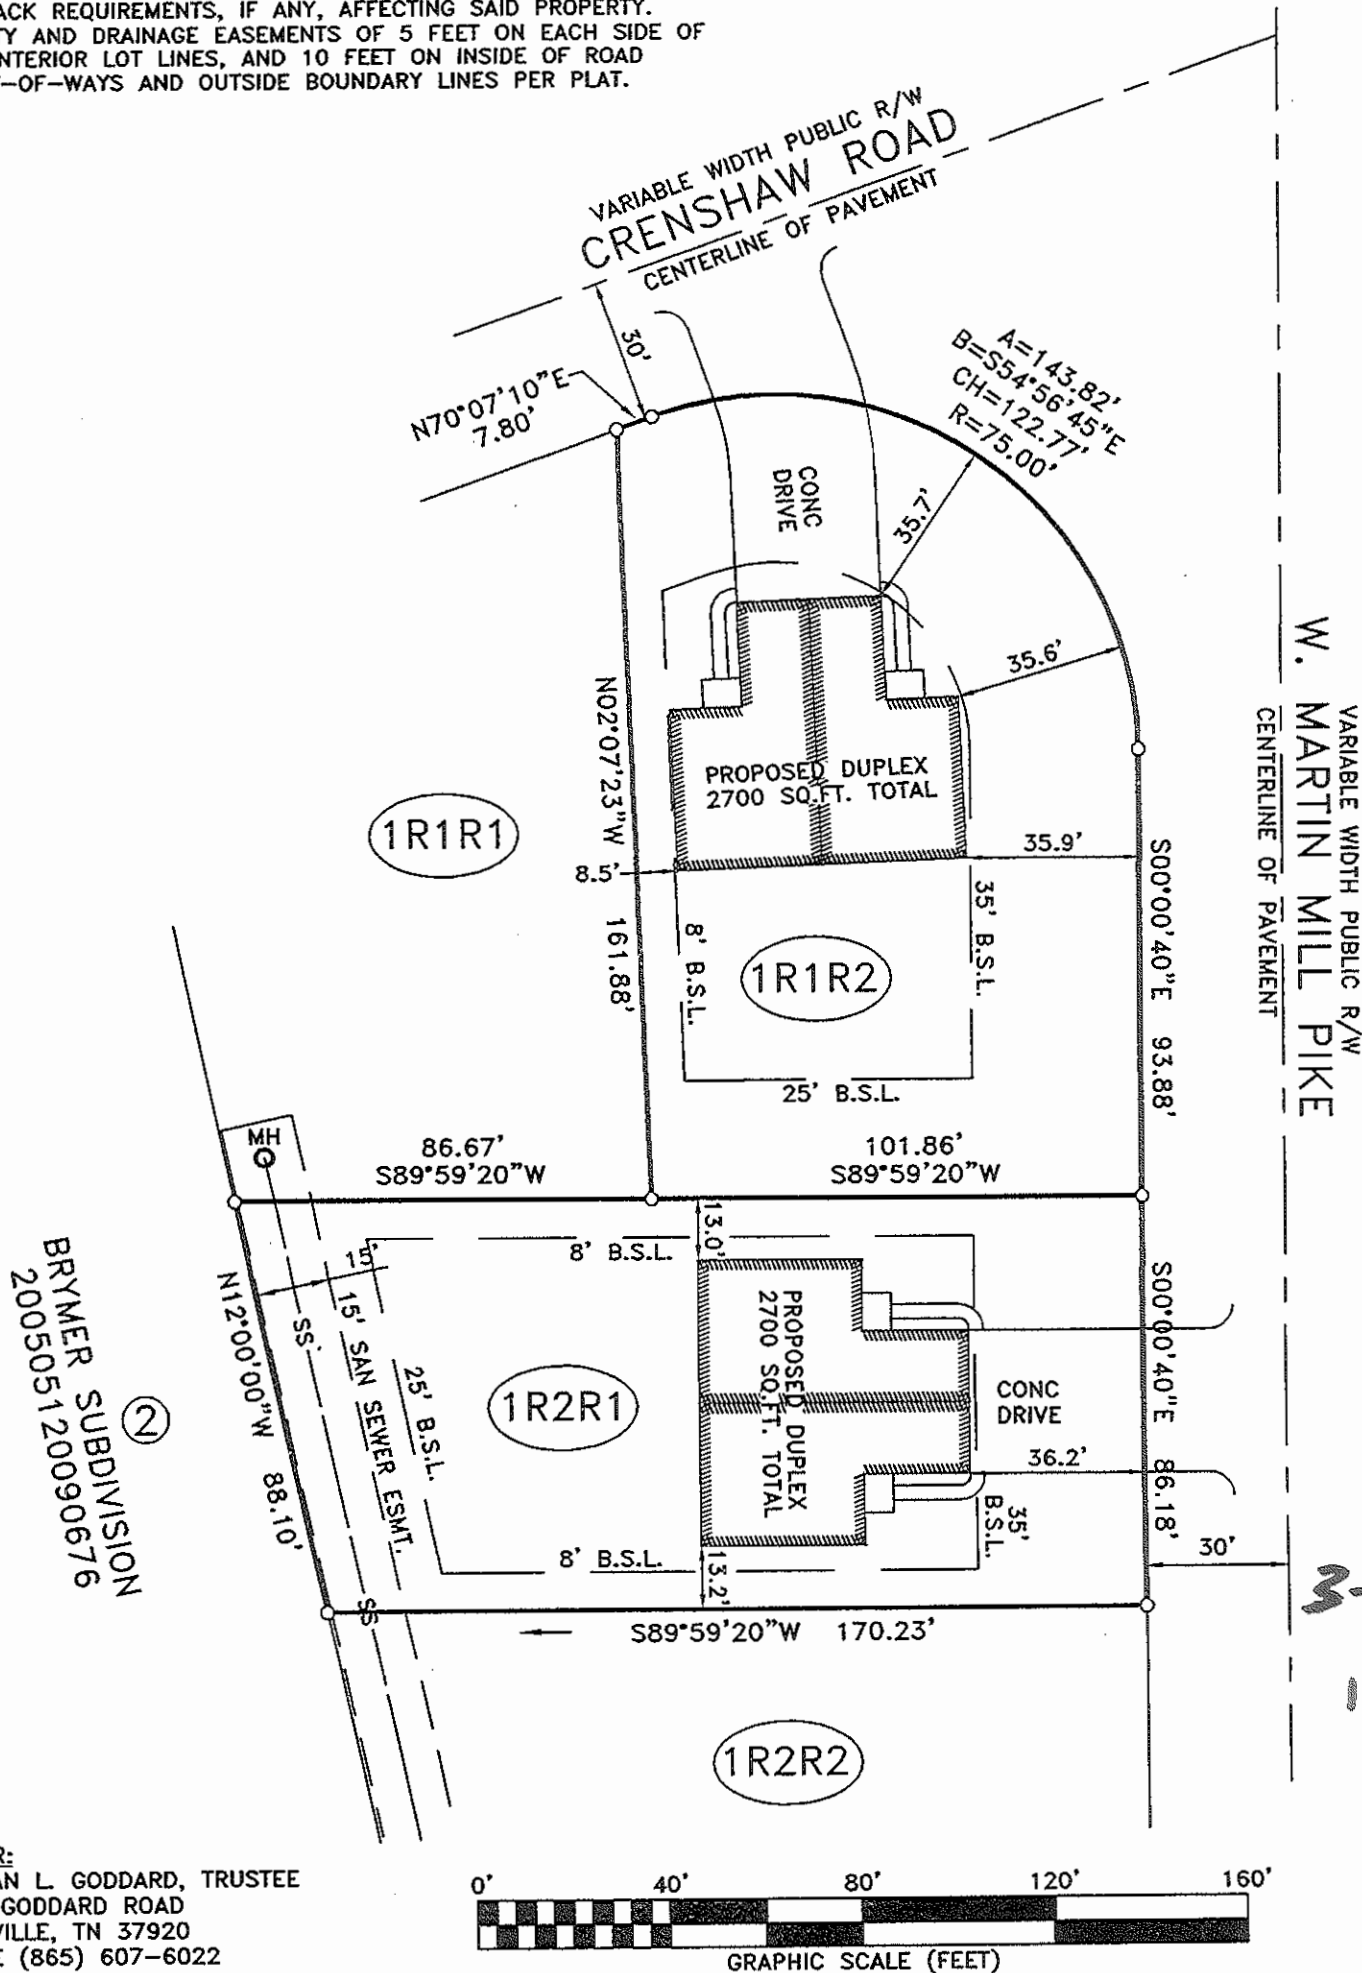 ACK REQUIREMENTS, IF ANY, AFFECTING SAID PROPERTY.
TY AND DRAINAGE EASEMENTS OF 5 FEET ON EACH SIDE OF
NTERIOR LOT LINES, AND 10 FEET ON INSIDE OF ROAD
-OF-WAYS AND OUTSIDE BOUNDARY LINES PER PLAT.
VARIABLE WIDTH PUBLIC R/W
CRENSHAW ROAD
CENTERLINE OF PAVEMENT
30'
N70°07'10"E
7.80'
A=143.82'
B=S54°56'45"E
CH=122.77'
R=75.00'
CONC
DRIVE
35.7'
35.6'
VARIABLE WIDTH PUBLIC R/W
W. MARTIN MILL PIKE
CENTERLINE OF PAVEMENT
N02°07'23"W 161.88'
PROPOSED DUPLEX
2700 SQ.FT. TOTAL
1R1R1
35.9'
8.5'
S00°00'40"E 93.88'
8' B.S.L.
35' B.S.L.
1R1R2
25' B.S.L.
MH
86.67'
S89°59'20"W
101.86'
S89°59'20"W
13.0'
8' B.S.L.
15'
N12°00'00"W 88.10'
SS
15' SAN SEWER ESMT.
25' B.S.L.
PROPOSED DUPLEX
2700 SQ.FT. TOTAL
S00°00'40"E 86.18'
1R2R1
CONC
DRIVE
36.2'
35'
B.S.L.
BRYMER SUBDIVISION
200505120090676
2
8' B.S.L.
13.2'
30'
3-
1
SS
S89°59'20"W 170.23'
1R2R2
R:
AN L. GODDARD, TRUSTEE
GODDARD ROAD
VILLE, TN 37920
E (865) 607-6022
0' 40' 80' 120' 160'
GRAPHIC SCALE (FEET)